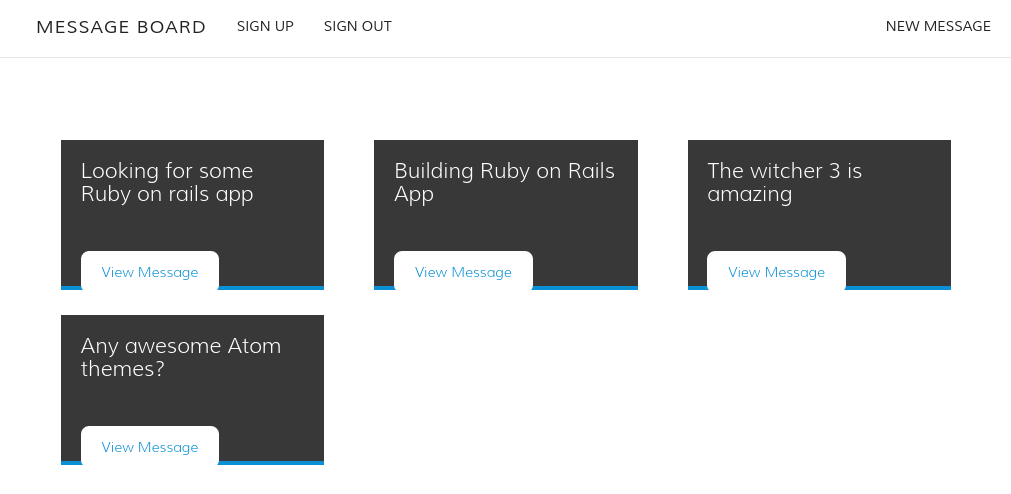 MESSAGE BOARD SIGN UP SIGN OUT NEW MESSAGE
Looking for some
Ruby on rails app
View Message
Building Ruby on Rails
App
View Message
The witcher 3 is
amazing
View Message
Any awesome Atom
themes?
View Message